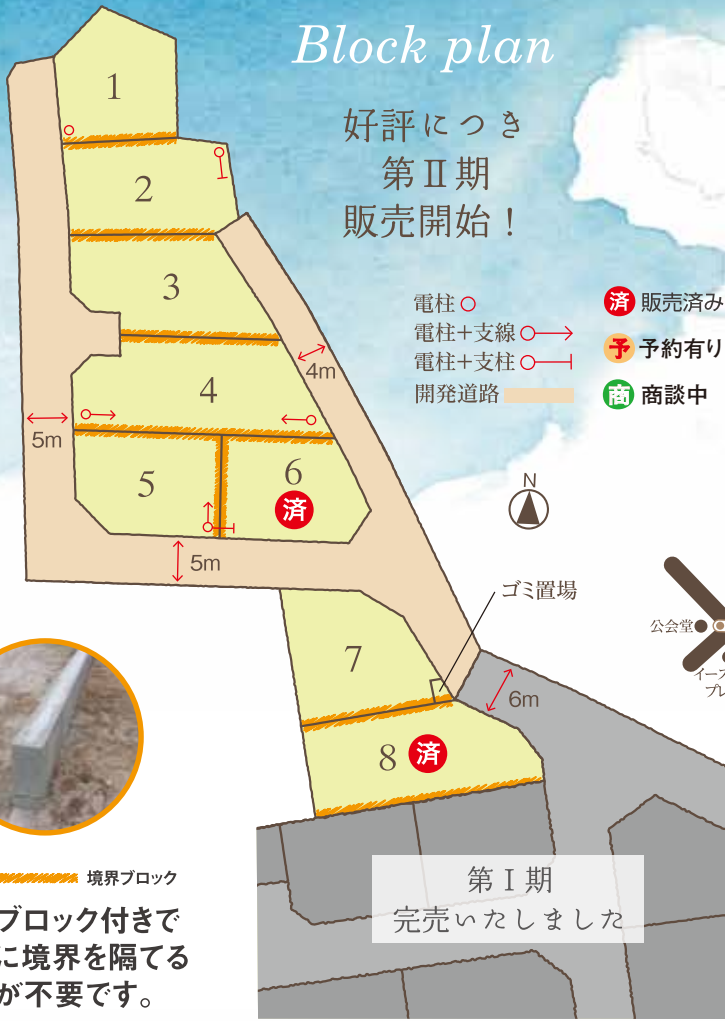 Block plan
好評につき
第Ⅱ期
販売開始！
電柱
電柱＋支線
電柱＋支柱
開発道路
済 販売済み
予 予約有り
商 商談中
1
2
3
4
5
6
済
4m
5m
5m
N
ゴミ置場
公会堂
イース
プレ
7
6m
8 済
境界ブロック
ブロック付きで
に境界を隔てる
が不要です。
第Ⅰ期
完売いたしました